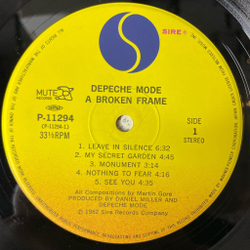 SIRE
MUTE
RECORDS
DEPECHE MODE
A BROKEN FRAME
P-11294
(P-11294-1)
33⅓RPM
SIDE
1
STEREO
1. LEAVE IN SILENCE 6:32
2. MY SECRET GARDEN 4:45
3. MONUMENT 3:14
4. NOTHING TO FEAR 4:16
5. SEE YOU 4:35
All Compositions by Martin Gore
PRODUCED BY DANIEL MILLER AND
DEPECHE MODE
℗ 1982 Sire Records Company